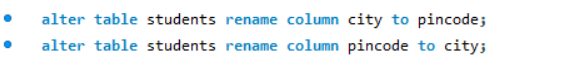 alter table students rename column city to pincode;
alter table students rename column pincode to city;